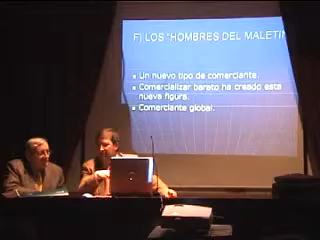 F) LOS "HOMBRES DEL MALETIN
Un nuevo tipo de comerciante.
Comercializar barato ha creado esta
nueva figura.
Comerciante global.